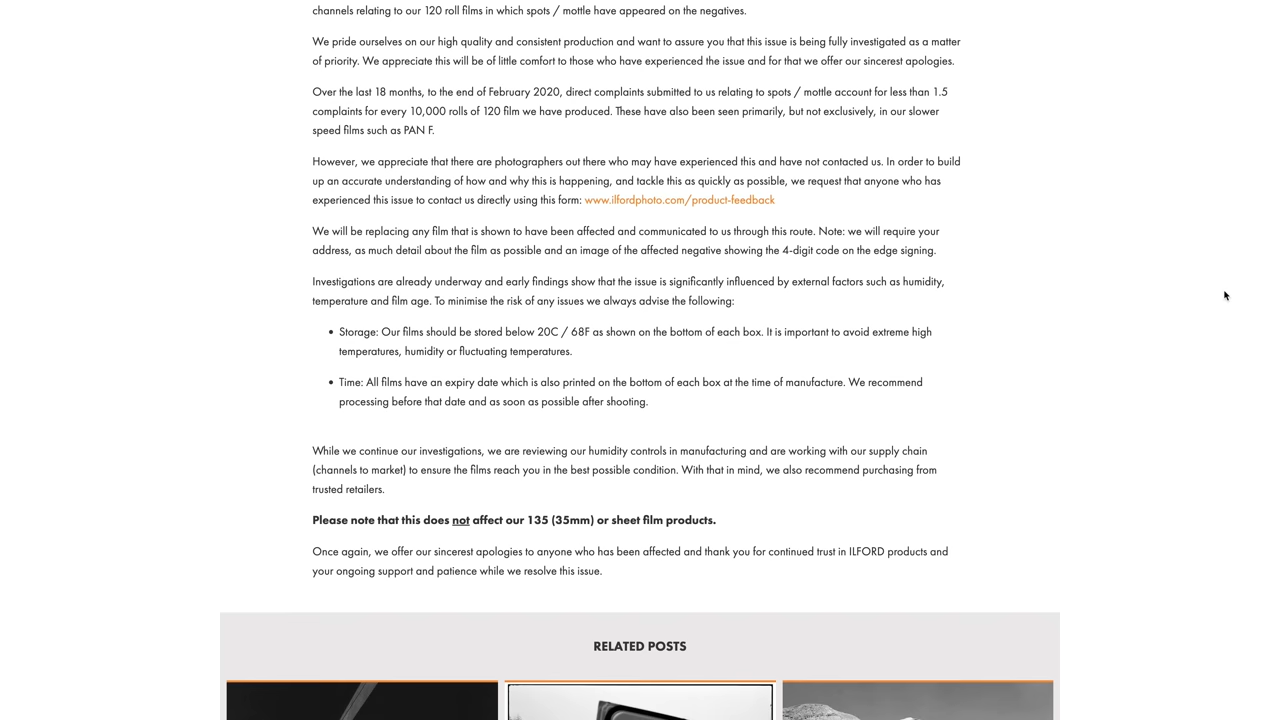 channels relating to our 120 roll films in which spots / mottle have appeared on the negatives.
We pride ourselves on our high quality and consistent production and want to assure you that this issue is being fully investigated as a matter
of priority. We appreciate this will be of little comfort to those who have experienced the issue and for that we offer our sincerest apologies.
Over the last 18 months, to the end of February 2020, direct complaints submitted to us relating to spots / mottle account for less than 1.5
complaints for every 10,000 rolls of 120 film we have produced. These have also been seen primarily, but not exclusively, in our slower
speed films such as PAN F.
However, we appreciate that there are photographers out there who may have experienced this and have not contacted us. In order to build
up an accurate understanding of how and why this is happening, and tackle this as quickly as possible, we request that anyone who has
experienced this issue to contact us directly using this form: www.ilfordphoto.com/product-feedback
We will be replacing any film that is shown to have been affected and communicated to us through this route. Note: we will require your
address, as much detail about the film as possible and an image of the affected negative showing the 4-digit code on the edge signing.
Investigations are already underway and early findings show that the issue is significantly influenced by external factors such as humidity,
temperature and film age. To minimise the risk of any issues we always advise the following:
• Storage: Our films should be stored below 20C / 68F as shown on the bottom of each box. It is important to avoid extreme high
temperatures, humidity or fluctuating temperatures.
• Time: All films have an expiry date which is also printed on the bottom of each box at the time of manufacture. We recommend
processing before that date and as soon as possible after shooting.
While we continue our investigations, we are reviewing our humidity controls in manufacturing and are working with our supply chain
(channels to market) to ensure the films reach you in the best possible condition. With that in mind, we also recommend purchasing from
trusted retailers.
Please note that this does not affect our 135 (35mm) or sheet film products.
Once again, we offer our sincerest apologies to anyone who has been affected and thank you for continued trust in ILFORD products and
your ongoing support and patience while we resolve this issue.
RELATED POSTS